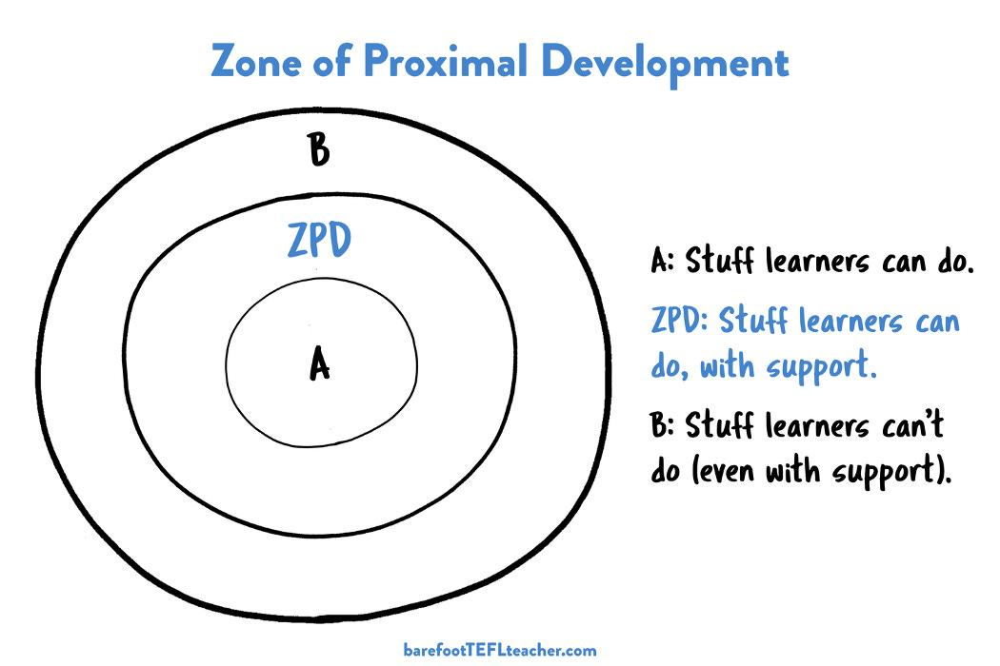 Zone of Proximal Development
B
ZPD
A
A: Stuff learners can do.
ZPD: Stuff learners can
do, with support.
B: Stuff learners can't
do (even with support).
barefootTEFLteacher.com